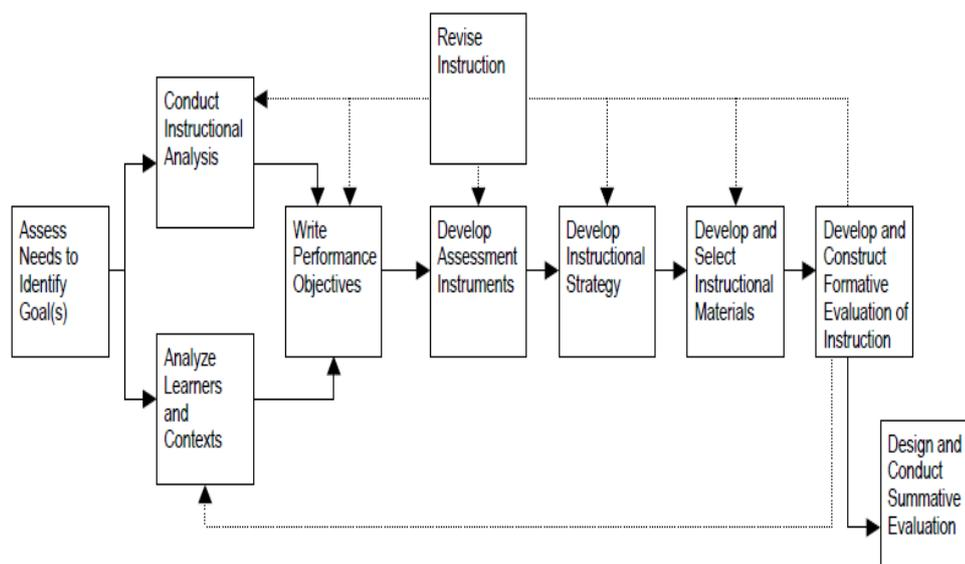 Revise
Instruction
Conduct
Instructional
Analysis
Assess
Needs to
Identify
Goal(s)
Write
Performance
Objectives
Develop
Assessment
Instruments
Develop
Instructional
Strategy
Develop and
Select
Instructional
Materials
Develop and
Construct
Formative
Evaluation of
Instruction
Analyze
Learners
and
Contexts
Design and
Conduct
Summative
Evaluation